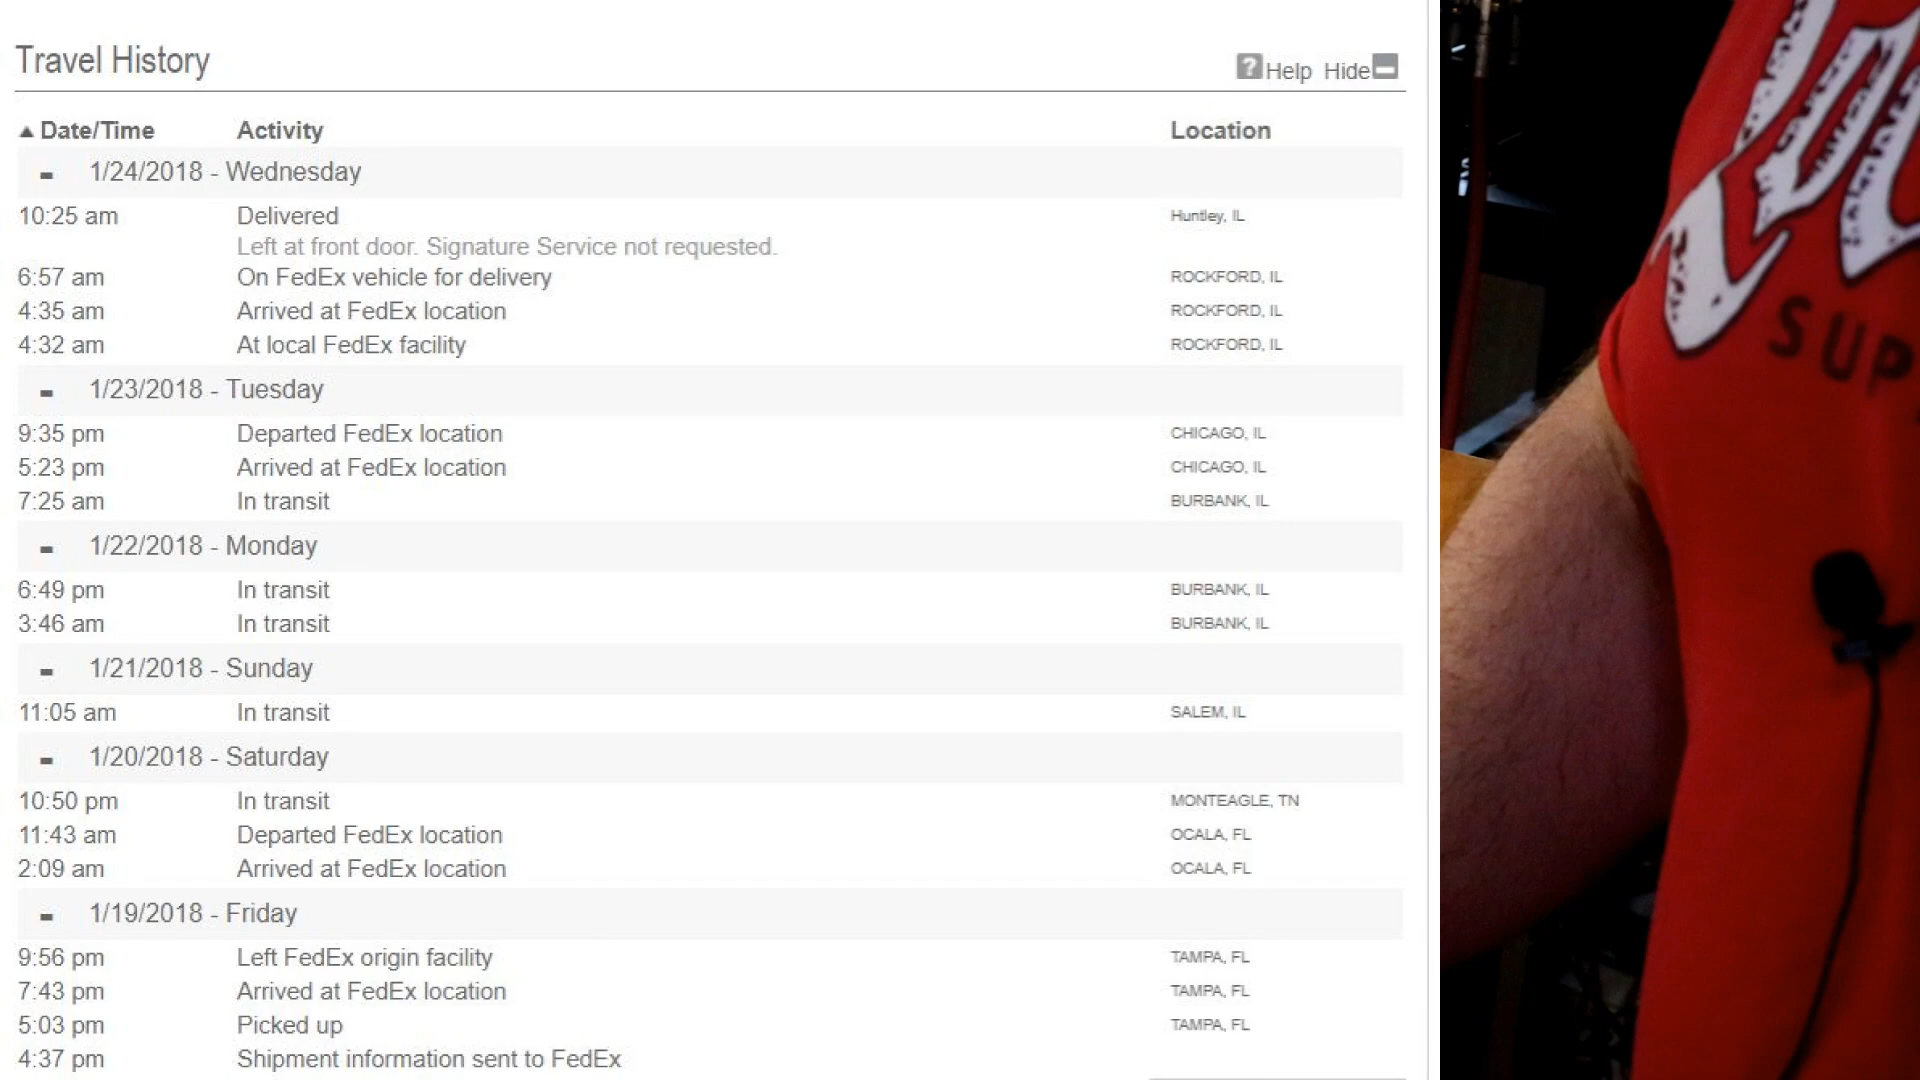 Travel History
? Help Hide
▲ Date/Time Activity Location
- 1/24/2018 - Wednesday
10:25 am Delivered Huntley, IL
Left at front door. Signature Service not requested.
6:57 am On FedEx vehicle for delivery ROCKFORD, IL
4:35 am Arrived at FedEx location ROCKFORD, IL
4:32 am At local FedEx facility ROCKFORD, IL
- 1/23/2018 - Tuesday
9:35 pm Departed FedEx location CHICAGO, IL
5:23 pm Arrived at FedEx location CHICAGO, IL
7:25 am In transit BURBANK, IL
- 1/22/2018 - Monday
6:49 pm In transit BURBANK, IL
3:46 am In transit BURBANK, IL
- 1/21/2018 - Sunday
11:05 am In transit SALEM, IL
- 1/20/2018 - Saturday
10:50 pm In transit MONTEAGLE, TN
11:43 am Departed FedEx location OCALA, FL
2:09 am Arrived at FedEx location OCALA, FL
- 1/19/2018 - Friday
9:56 pm Left FedEx origin facility TAMPA, FL
7:43 pm Arrived at FedEx location TAMPA, FL
5:03 pm Picked up TAMPA, FL
4:37 pm Shipment information sent to FedEx
SUP